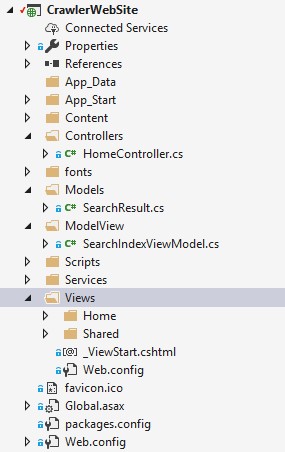 CrawlerWebSite
Connected Services
Properties
References
App_Data
App_Start
Content
Controllers
C# HomeController.cs
fonts
Models
C# SearchResult.cs
ModelView
C# SearchIndexViewModel.cs
Scripts
Services
Views
Home
Shared
[@] _ViewStart.cshtml
Web.config
favicon.ico
Global.asax
packages.config
Web.config